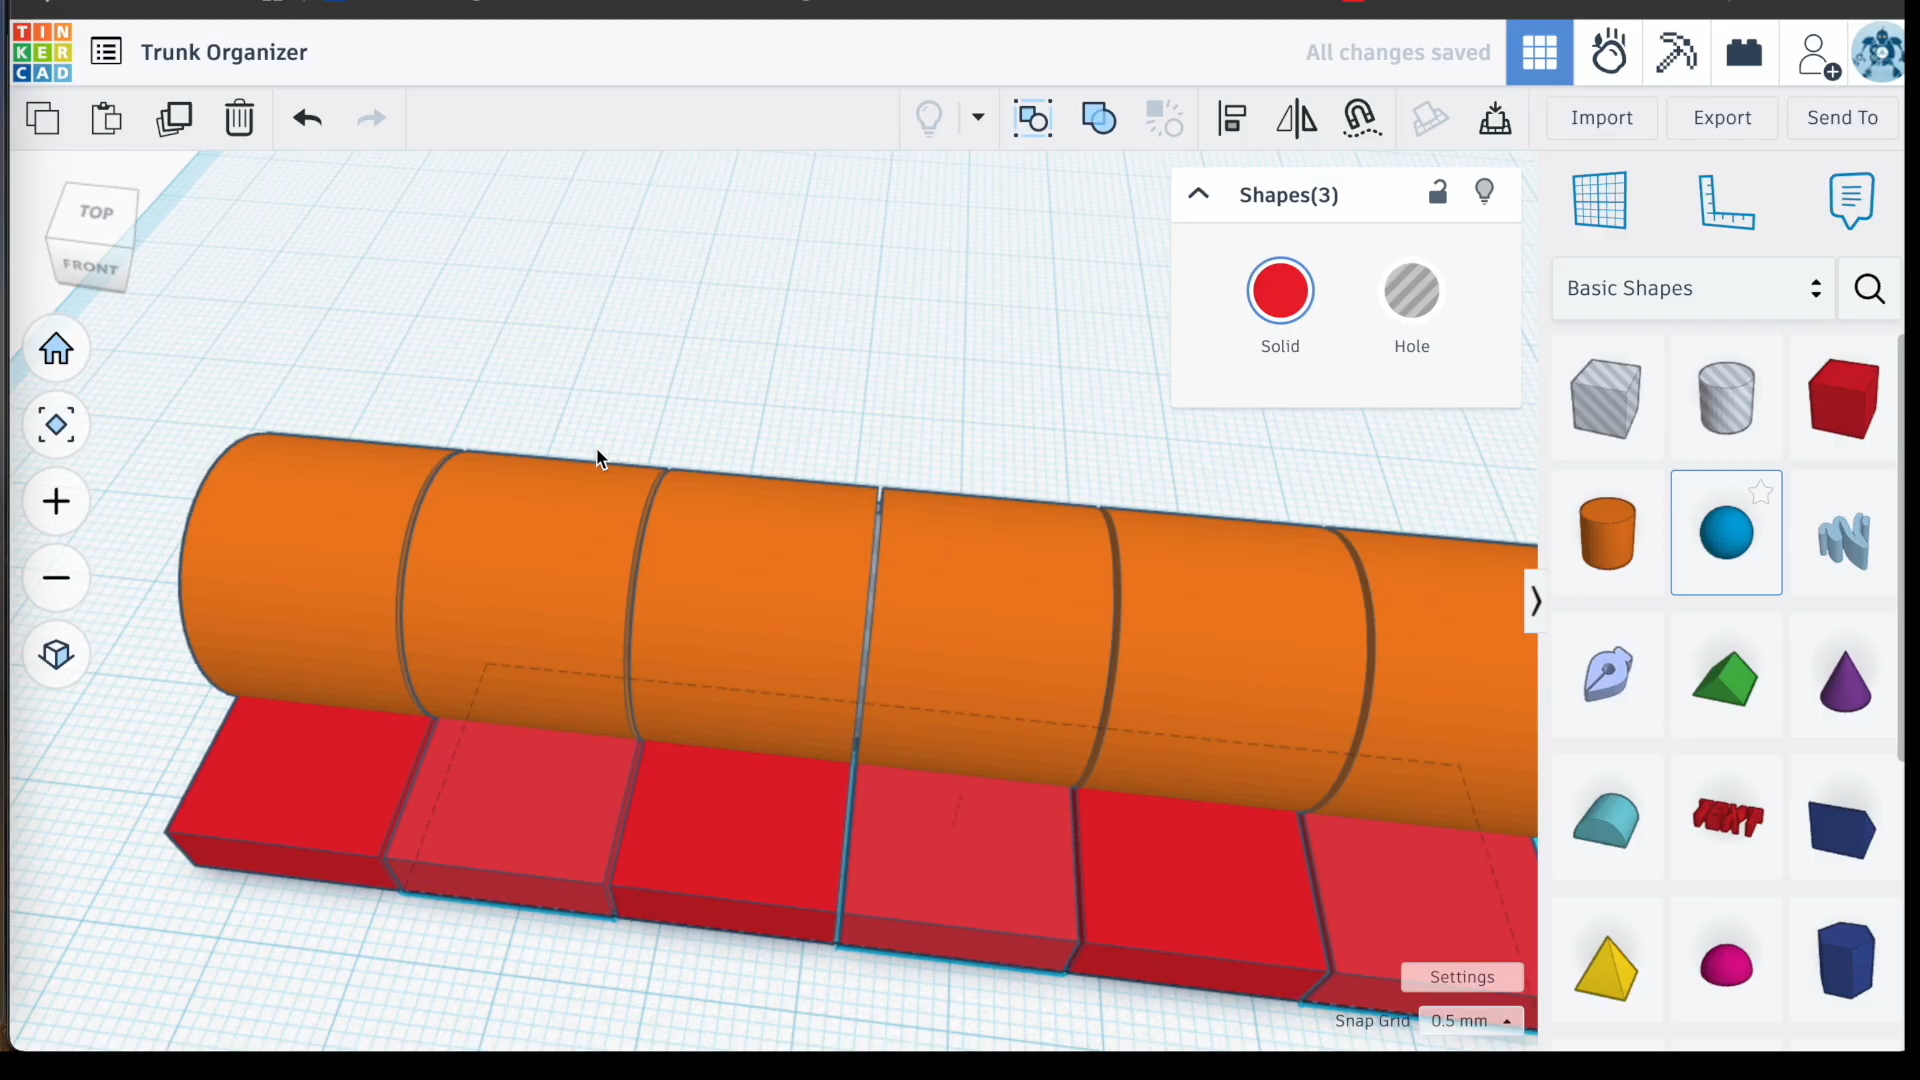 TIN
KER
CAD
Trunk Organizer
All changes saved
Import
Export
Send To
TOP
FRONT
Shapes(3)
Solid
Hole
Basic Shapes
TEXT
Settings
Snap Grid 0.5 mm